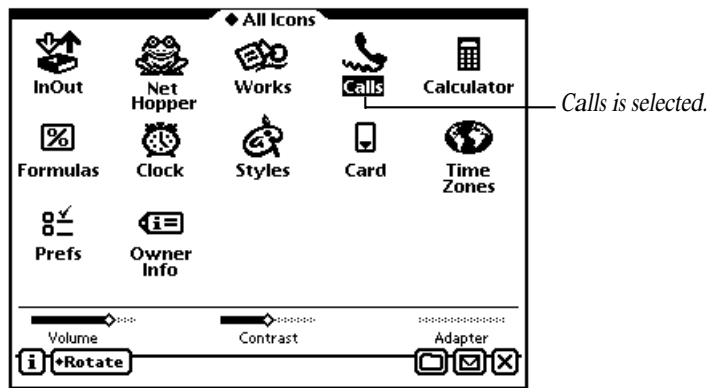 All Icons
InOut
Net
Hopper
Works
Calls
Calculator
Calls is selected.
Formulas
Clock
Styles
Card
Time
Zones
Prefs
Owner
Info
Volume
Contrast
Adapter
i
Rotate